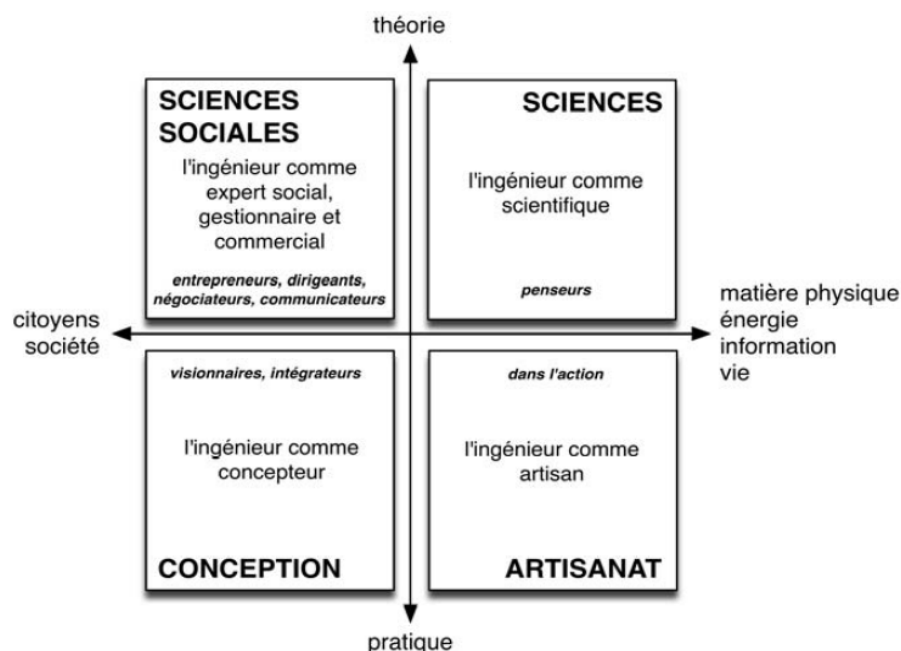 théorie
SCIENCES
SOCIALES
l'ingénieur comme
expert social,
gestionnaire et
commercial
entrepreneurs, dirigeants,
négociateurs, communicateurs
SCIENCES
l'ingénieur comme
scientifique
penseurs
citoyens
société
matière physique
énergie
information
vie
visionnaires, intégrateurs
l'ingénieur comme
concepteur
CONCEPTION
dans l'action
l'ingénieur comme
artisan
ARTISANAT
pratique